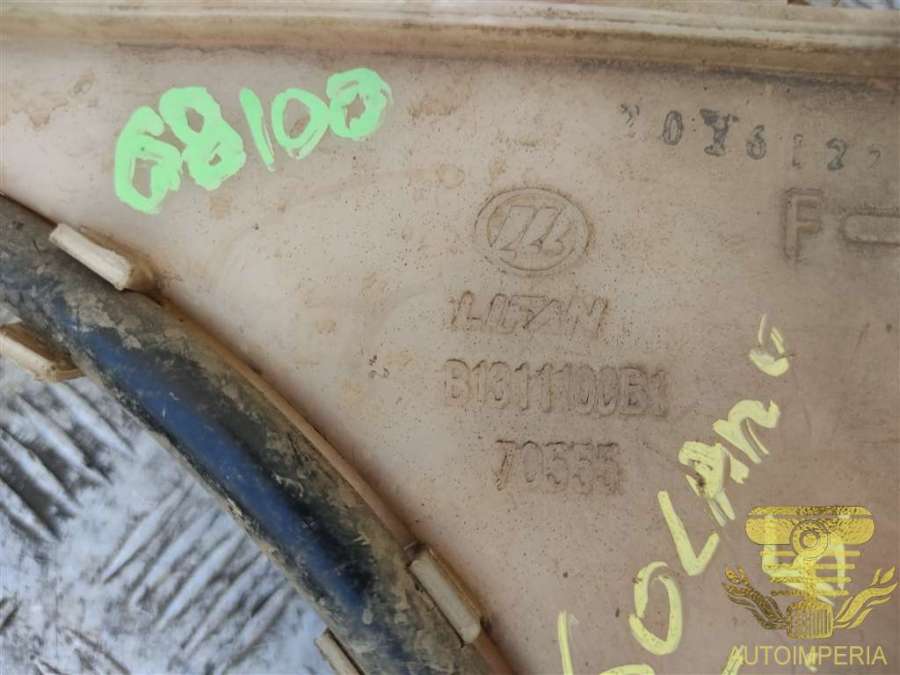 68100
F
LIFAN
B1311100B1
70555
SOLANO
AUTOIMPERIA